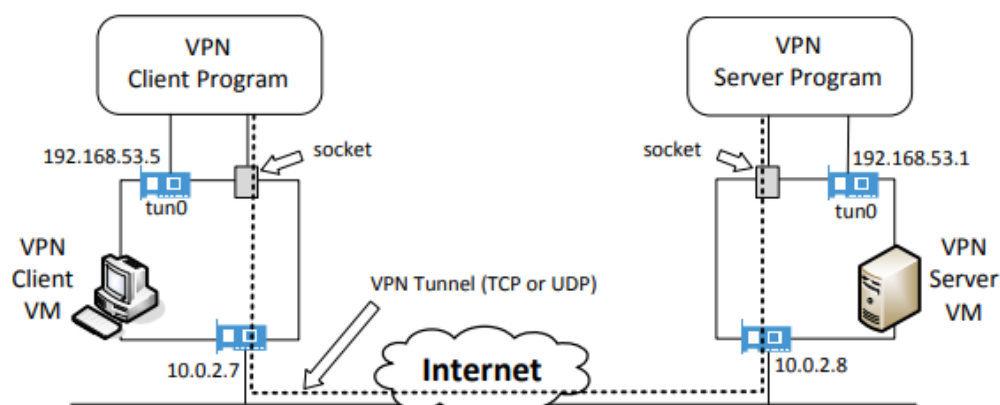 VPN
Client Program
VPN
Server Program
192.168.53.5
socket
socket
192.168.53.1
tun0
tun0
VPN
Client
VM
VPN Tunnel (TCP or UDP)
VPN
Server
VM
10.0.2.7
Internet
10.0.2.8